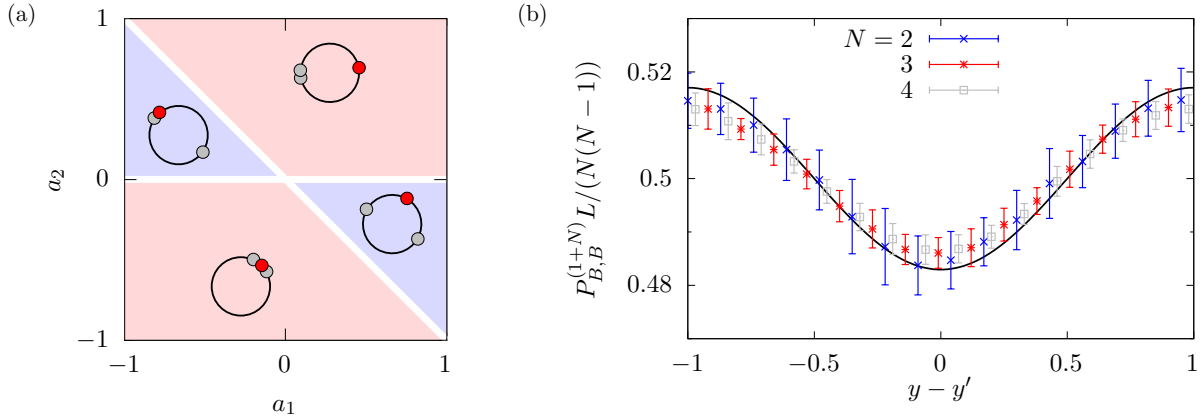 (a)
1
0
−1
a₂
−1
0
1
a₁
(b)
N = 2
3
4
0.52
0.5
0.48
P_{B,B}^{(1+N)} L/(N(N − 1))
−1
−0.5
0
0.5
1
y − y′